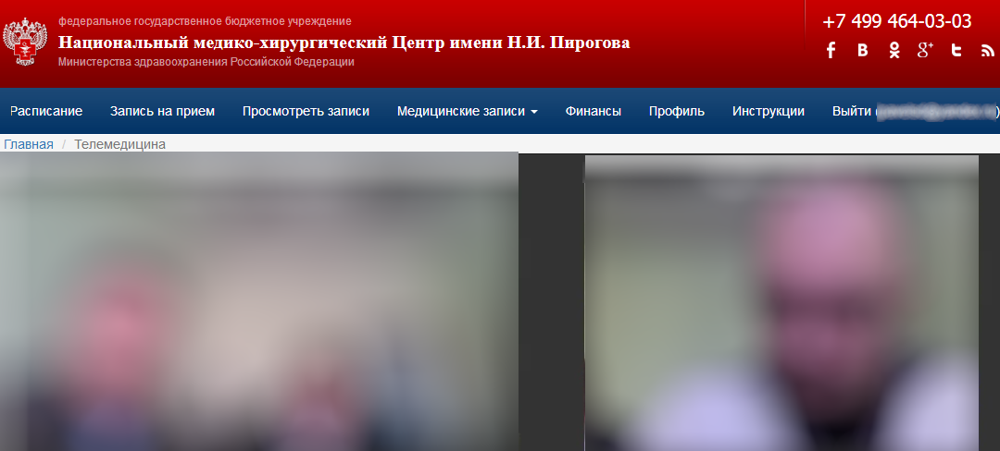 федеральное государственное бюджетное учреждение
Национальный медико-хирургический Центр имени Н.И. Пирогова
Министерства здравоохранения Российской Федерации
+7 499 464-03-03
Расписание Запись на прием Просмотреть записи Медицинские записи Финансы Профиль Инструкции Выйти (
Главная / Телемедицина